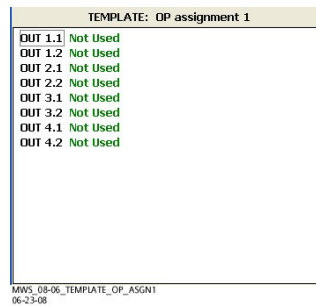 TEMPLATE: OP assignment 1
OUT 1.1 Not Used
OUT 1.2 Not Used
OUT 2.1 Not Used
OUT 2.2 Not Used
OUT 3.1 Not Used
OUT 3.2 Not Used
OUT 4.1 Not Used
OUT 4.2 Not Used
MWS_08-06_TEMPLATE_OP_ASGN1
06-23-08